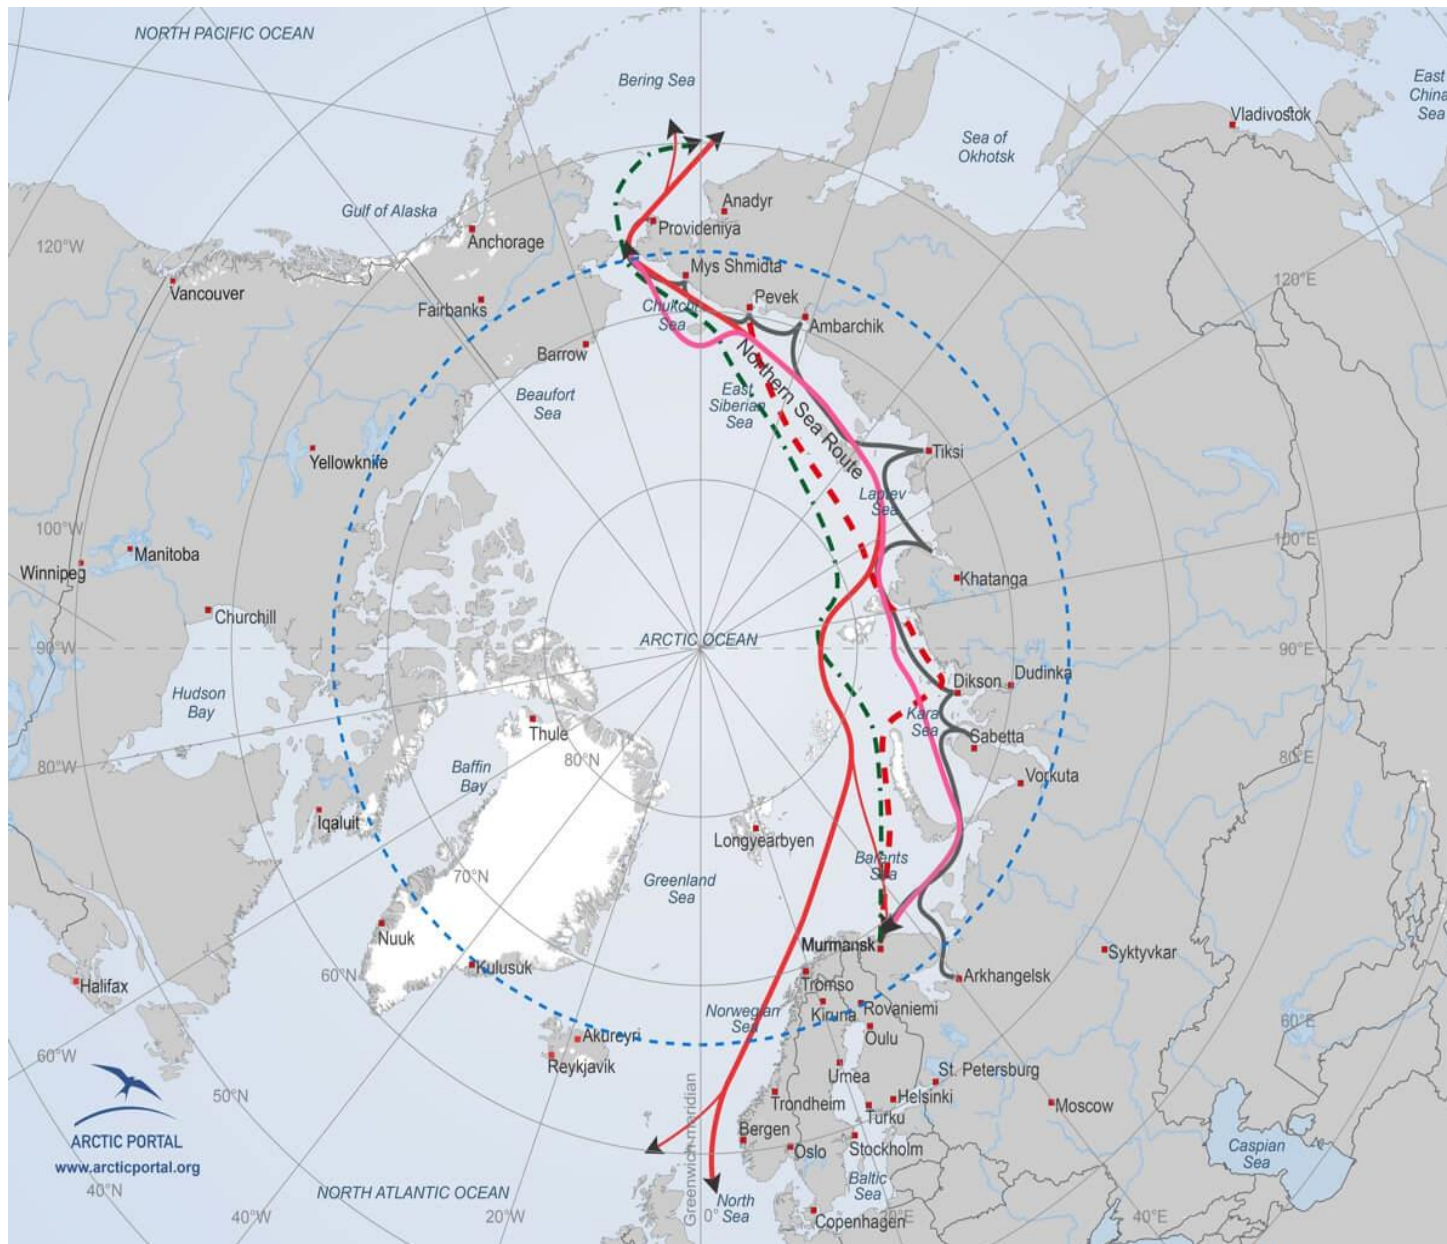 NORTH PACIFIC OCEAN
Bering Sea
East
China
Sea
Vladivostok
Sea of
Okhotsk
Anadyr
Gulf of Alaska
Anchorage
Provideniya
120°W
Mys Shmidta
120°E
Vancouver
Fairbanks
Chukchi
Sea
Pevek
Ambarchik
Barrow
Northern Sea Route
Beaufort
Sea
East
Siberian
Sea
Yellowknife
Tiksi
Laptev
Sea
100°W
100°E
Manitoba
Winnipeg
Khatanga
Churchill
ARCTIC OCEAN
90°W
90°E
Hudson
Bay
Dikson
Dudinka
Kara
Sea
Thule
Sabetta
80°W
80°N
80°E
Baffin
Bay
Vorkuta
Iqaluit
Longyearbyen
Barents
Sea
70°N
Greenland
Sea
Nuuk
Murmansk
Syktyvkar
60°N
Kulusuk
Tromso
Arkhangelsk
Halifax
Norwegian
Sea
Kiruna
Rovaniemi
60°E
Akureyri
Oulu
60°W
Reykjavik
Umea
St. Petersburg
50°N
Greenwich meridian
Trondheim
Turku
Helsinki
Moscow
ARCTIC PORTAL
www.arcticportal.org
Bergen
Oslo
Stockholm
Caspian
Sea
40°N
NORTH ATLANTIC OCEAN
Baltic
Sea
North
Sea
40°W
20°W
0°
Copenhagen
20°E
40°E